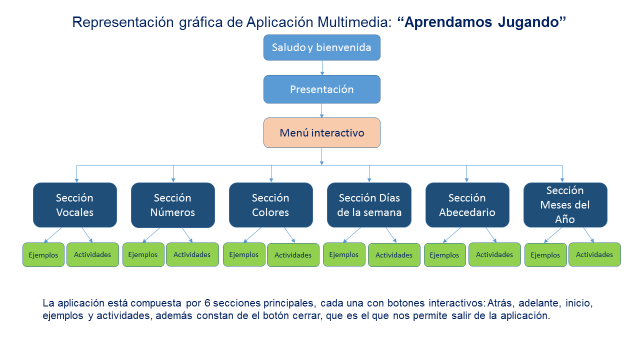 Representación gráfica de Aplicación Multimedia: “Aprendamos Jugando”
Saludo y bienvenida
Presentación
Menú interactivo
Sección
Vocales
Sección
Números
Sección
Colores
Sección Días
de la semana
Sección
Abecedario
Sección
Meses del
Año
Ejemplos
Actividades
Ejemplos
Actividades
Ejemplos
Actividades
Ejemplos
Actividades
Ejemplos
Actividades
Ejemplos
Actividades
La aplicación está compuesta por 6 secciones principales, cada una con botones interactivos: Atrás, adelante, inicio,
ejemplos y actividades, además constan de el botón cerrar, que es el que nos permite salir de la aplicación.